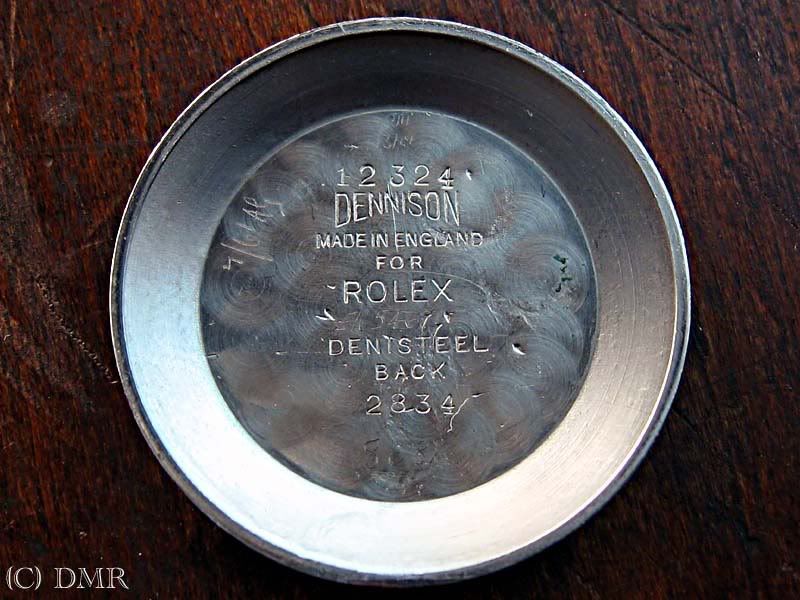 12324
DENNISON
MADE IN ENGLAND
FOR
ROLEX
DENISTEEL
BACK
2834
(C) DMR